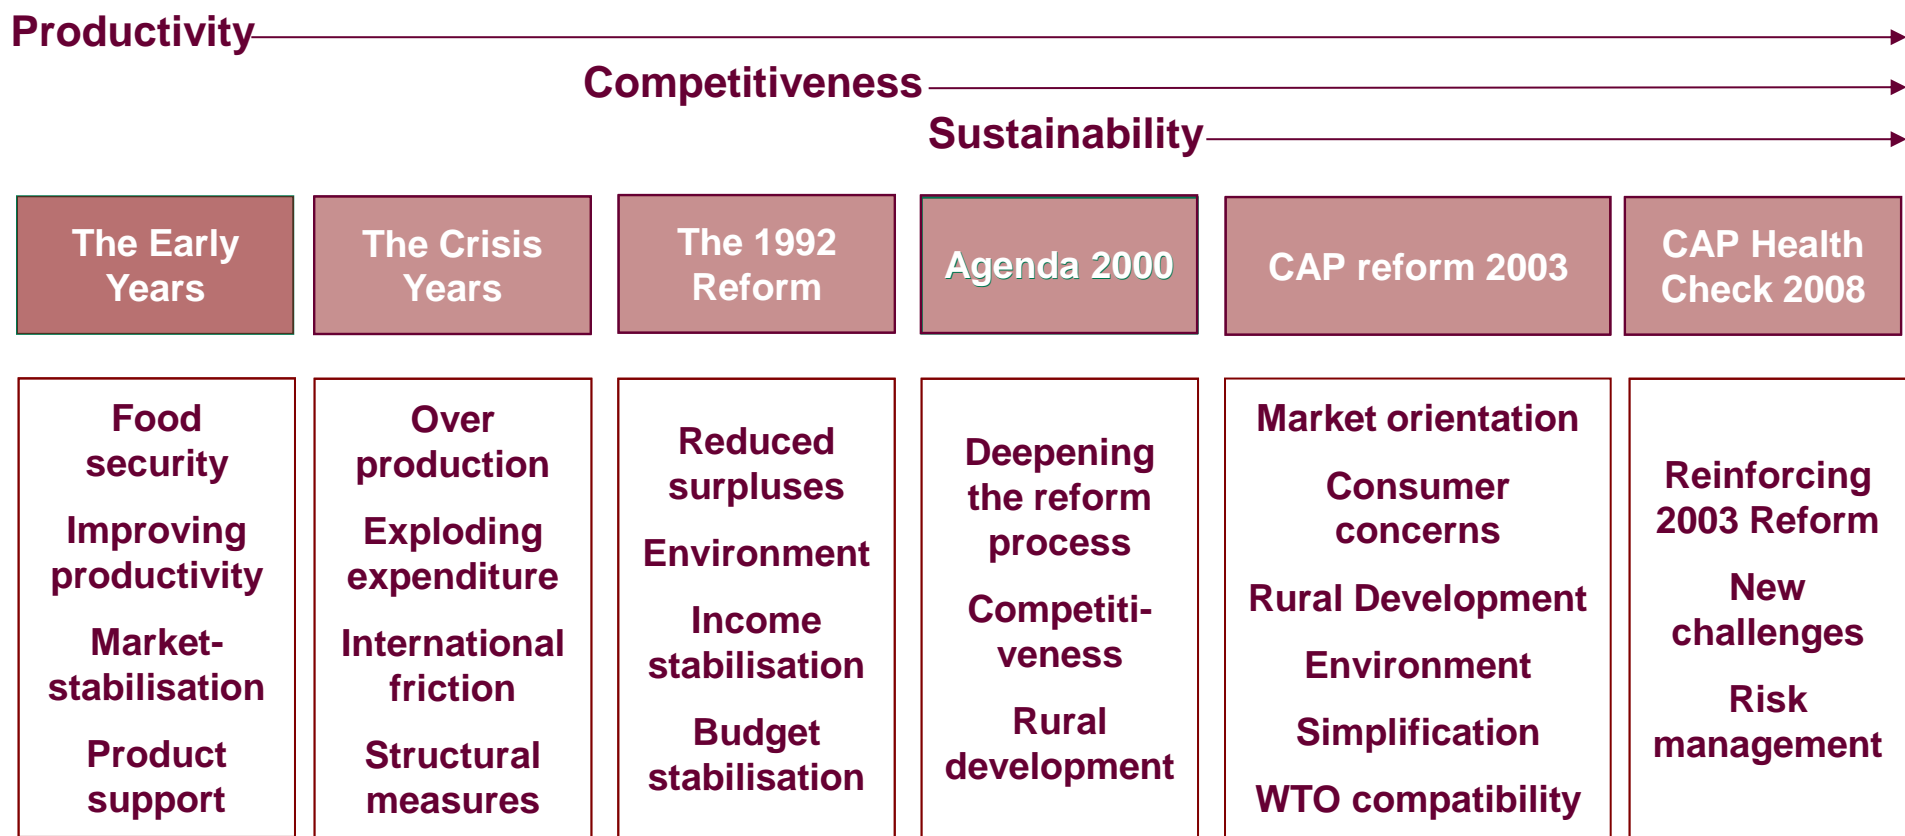 Productivity
Competitiveness
Sustainability
The Early
Years
The Crisis
Years
The 1992
Reform
Agenda 2000
CAP reform 2003
CAP Health
Check 2008
Food
security
Improving
productivity
Market-
stabilisation
Product
support
Over
production
Exploding
expenditure
International
friction
Structural
measures
Reduced
surpluses
Environment
Income
stabilisation
Budget
stabilisation
Deepening
the reform
process
Competiti-
veness
Rural
development
Market orientation
Consumer
concerns
Rural Development
Environment
Simplification
WTO compatibility
Reinforcing
2003 Reform
New
challenges
Risk
management